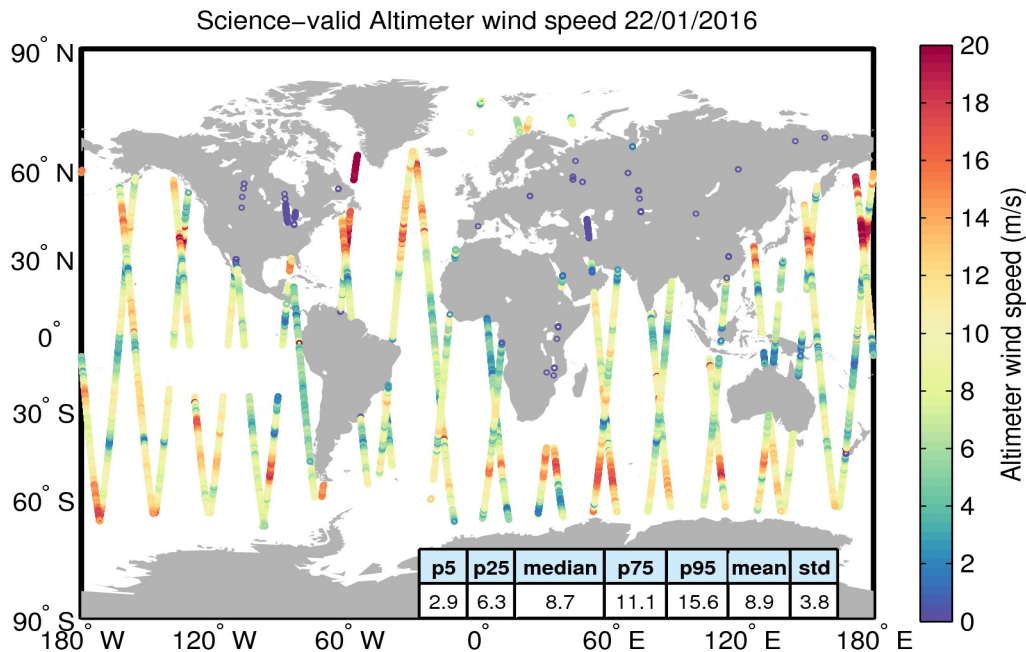 Science−valid Altimeter wind speed 22/01/2016
90° N
60° N
30° N
0°
30° S
60° S
90° S
180° W
120° W
60° W
0°
60° E
120° E
180° E
p5 p25 median p75 p95 mean std
2.9 6.3 8.7 11.1 15.6 8.9 3.8
20
18
16
14
12
10
8
6
4
2
0
Altimeter wind speed (m/s)